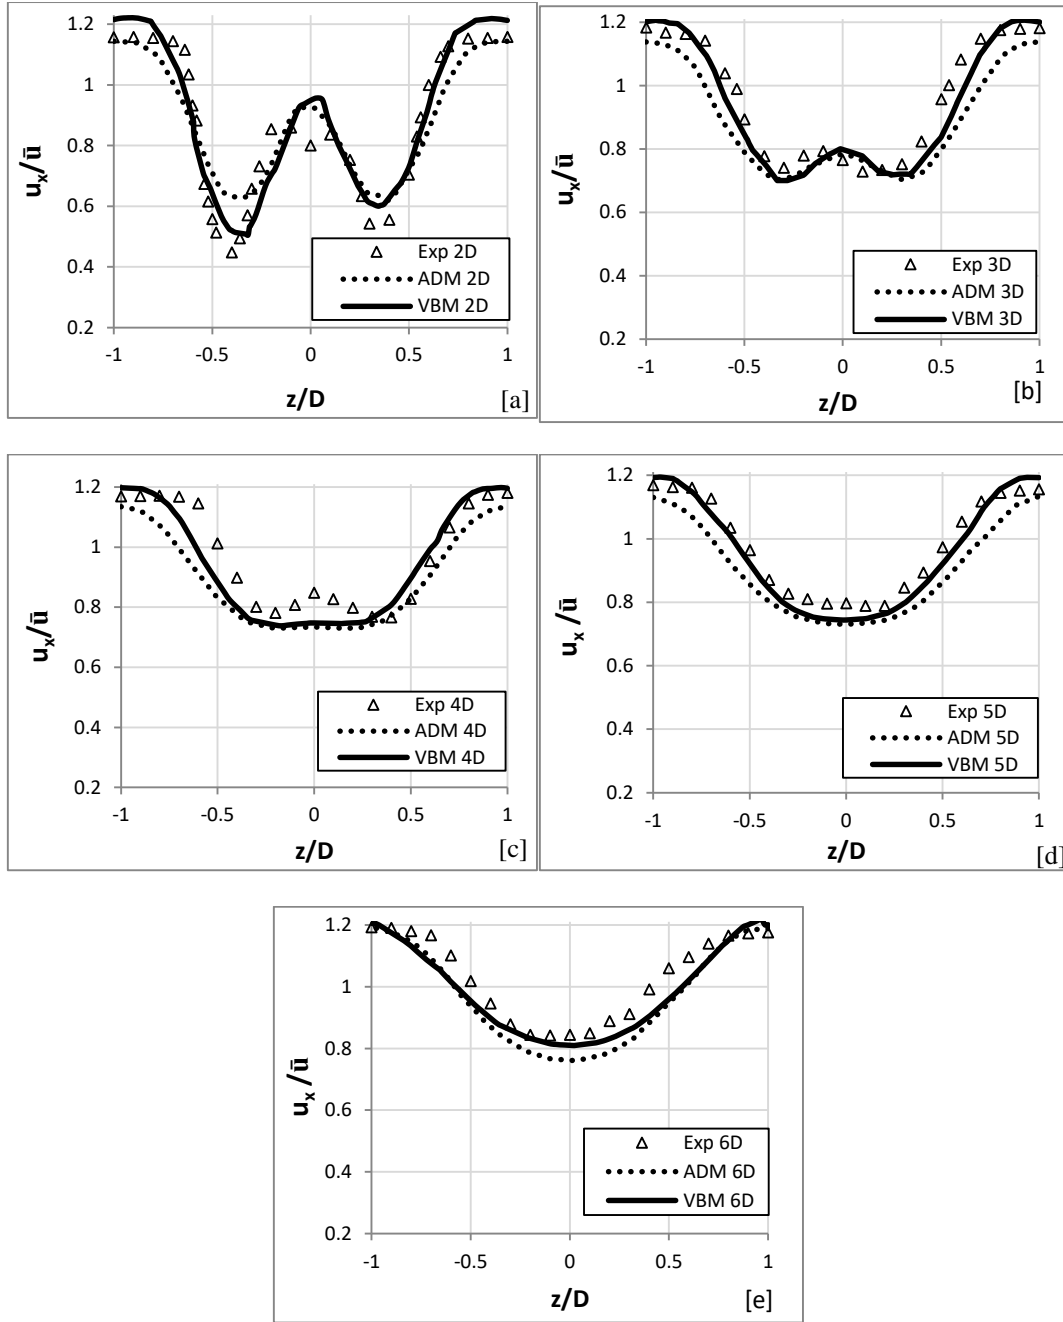 1.2
1
0.8
0.6
0.4
0.2
uₓ/ū
Exp 2D
ADM 2D
VBM 2D
-1
-0.5
0
0.5
1
z/D
[a]
1.2
1
0.8
0.6
0.4
0.2
uₓ/ū
Exp 3D
ADM 3D
VBM 3D
-1
-0.5
0
0.5
1
z/D
[b]
1.2
1
0.8
0.6
0.4
0.2
uₓ/ū
Exp 4D
ADM 4D
VBM 4D
-1
-0.5
0
0.5
1
z/D
[c]
1.2
1
0.8
0.6
0.4
0.2
uₓ/ū
Exp 5D
ADM 5D
VBM 5D
-1
-0.5
0
0.5
1
z/D
[d]
1.2
1
0.8
0.6
0.4
0.2
uₓ/ū
Exp 6D
ADM 6D
VBM 6D
-1
-0.5
0
0.5
1
z/D
[e]